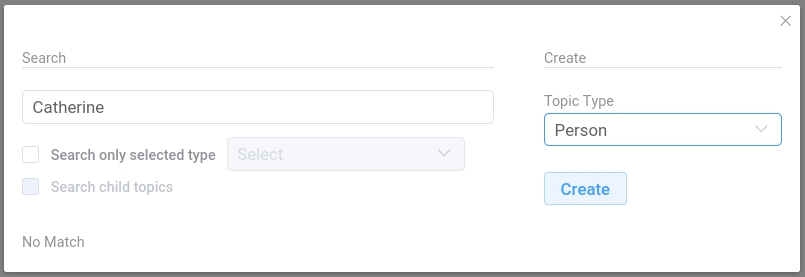 Search
Catherine
Search only selected type
Select
Search child topics
No Match
Create
Topic Type
Person
Create